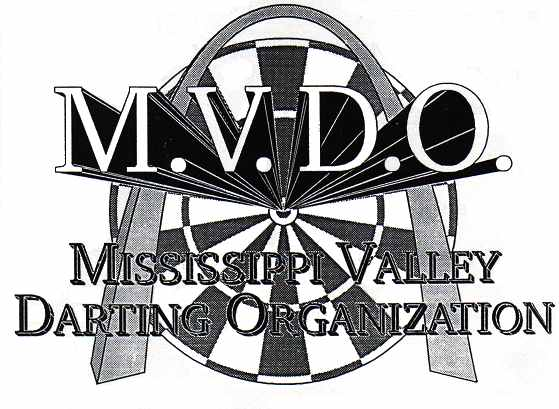 M.V.D.O.
MISSISSIPPI VALLEY
DARTING ORGANIZATION